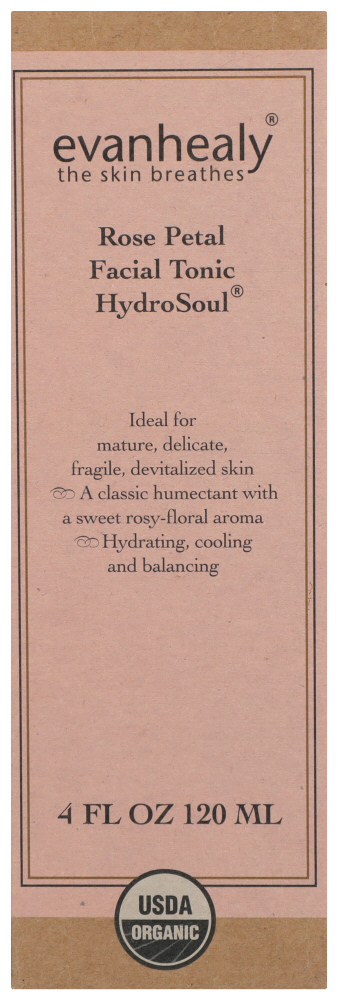 evanhealy®
the skin breathes
Rose Petal
Facial Tonic
HydroSoul®
Ideal for
mature, delicate,
fragile, devitalized skin
A classic humectant with
a sweet rosy-floral aroma
Hydrating, cooling
and balancing
4 FL OZ 120 ML
USDA
ORGANIC